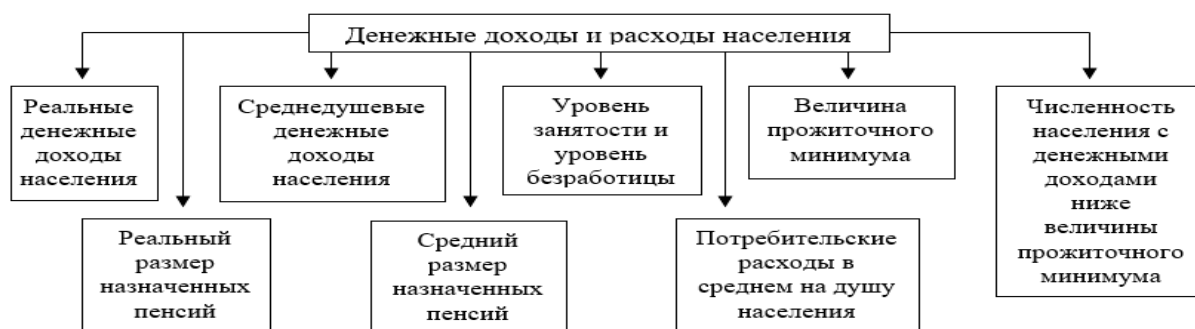 Денежные доходы и расходы населения
Реальные
денежные
доходы
населения
Среднедушевые
денежные
доходы
населения
Уровень
занятости и
уровень
безработицы
Величина
прожиточного
минимума
Численность
населения с
денежными
доходами
ниже
величины
прожиточного
минимума
Реальный
размер
назначенных
пенсий
Средний
размер
назначенных
пенсий
Потребительские
расходы в
среднем на душу
населения